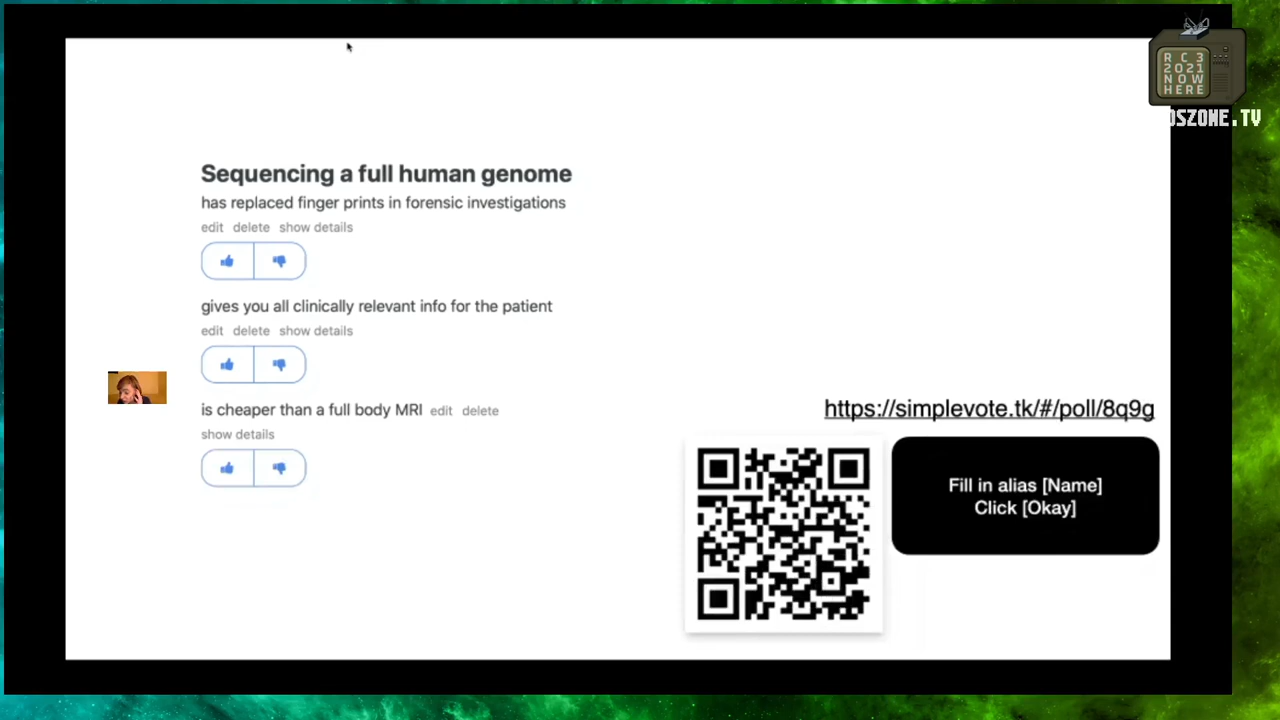 Sequencing a full human genome
has replaced finger prints in forensic investigations
edit delete show details
gives you all clinically relevant info for the patient
edit delete show details
is cheaper than a full body MRI edit delete
show details
https://simplevote.tk/#/poll/8q9g
Fill in alias [Name]
Click [Okay]
RC3
2021
NOW
HERE
OSZONE.TV